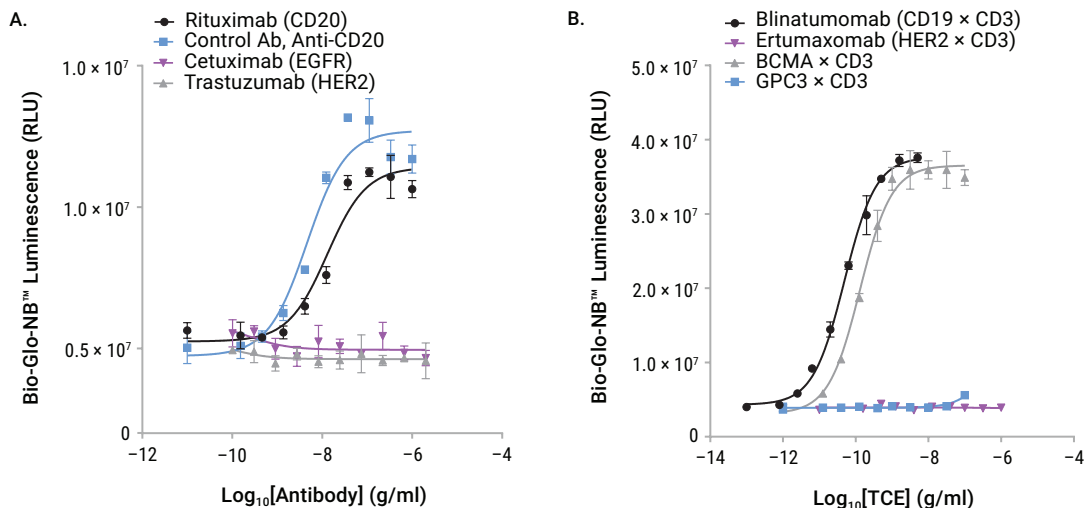 A.
Rituximab (CD20)
Control Ab, Anti-CD20
Cetuximab (EGFR)
Trastuzumab (HER2)
Bio-Glo-NB™ Luminescence (RLU)
1.0 × 10⁷
1.0 × 10⁷
0.5 × 10⁷
0
−12
−10
−8
−6
−4
Log₁₀[Antibody] (g/ml)
B.
Blinatumomab (CD19 × CD3)
Ertumaxomab (HER2 × CD3)
BCMA × CD3
GPC3 × CD3
Bio-Glo-NB™ Luminescence (RLU)
5.0 × 10⁷
4.0 × 10⁷
3.0 × 10⁷
2.0 × 10⁷
1.0 × 10⁷
0
−14
−12
−10
−8
−6
−4
Log₁₀[TCE] (g/ml)